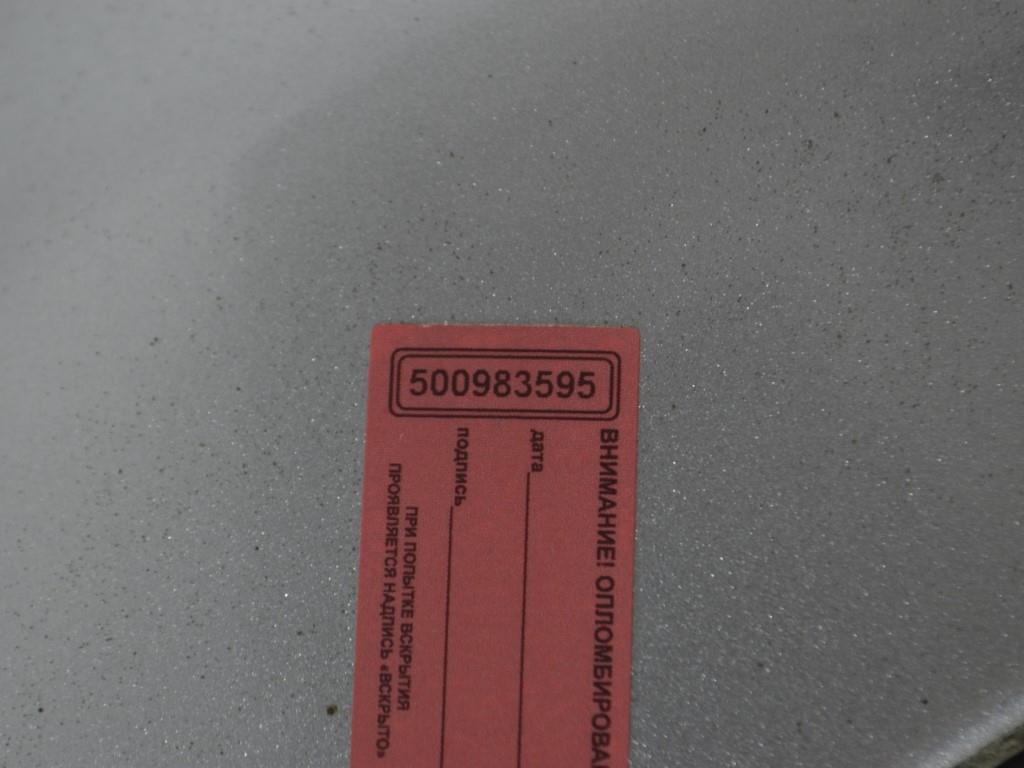 500983595
ВНИМАНИЕ! ОПЛОМБИРОВА
дата
подпись
ПРИ ПОПЫТКЕ ВСКРЫТИЯ
ПРОЯВЛЯЕТСЯ НАДПИСЬ «ВСКРЫТО»